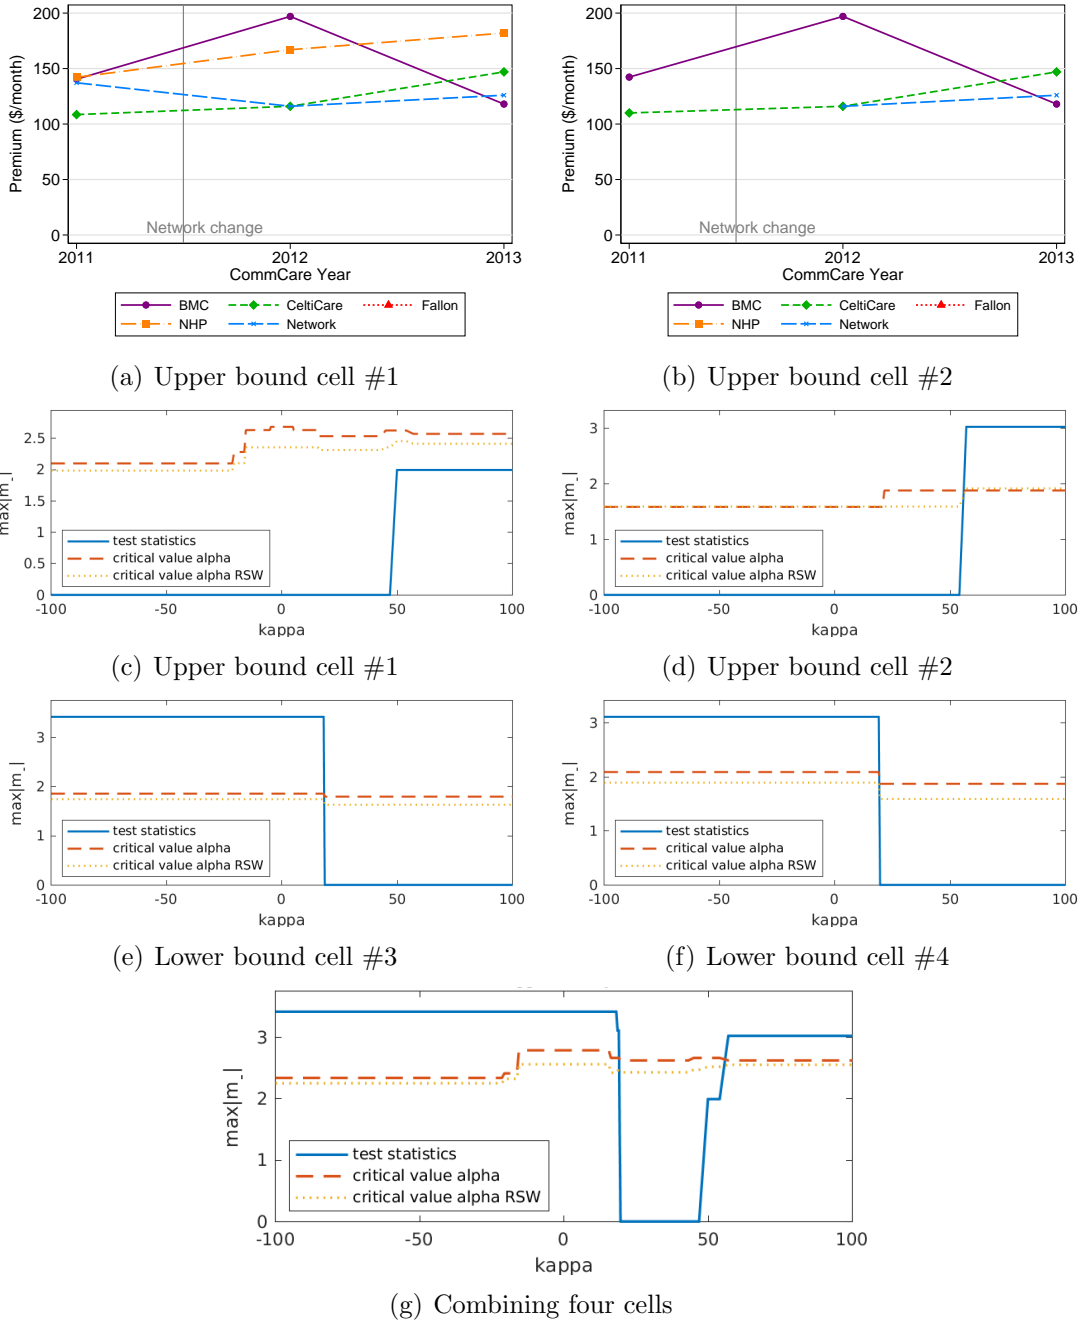 200
150
100
50
0
Premium ($/month)
Network change
2011
2012
2013
CommCare Year
BMC
CeltiCare
Fallon
NHP
Network
(a) Upper bound cell #1
200
150
100
50
0
Premium ($/month)
Network change
2011
2012
2013
CommCare Year
BMC
CeltiCare
Fallon
NHP
Network
(b) Upper bound cell #2
2.5
2
1.5
1
0.5
0
max|m_|
test statistics
critical value alpha
critical value alpha RSW
-100
-50
0
50
100
kappa
(c) Upper bound cell #1
3
2
1
0
max|m_|
test statistics
critical value alpha
critical value alpha RSW
-100
-50
0
50
100
kappa
(d) Upper bound cell #2
3
2
1
0
max|m_|
test statistics
critical value alpha
critical value alpha RSW
-100
-50
0
50
100
kappa
(e) Lower bound cell #3
3
2
1
0
max|m_|
test statistics
critical value alpha
critical value alpha RSW
-100
-50
0
50
100
kappa
(f) Lower bound cell #4
3
2
1
0
max|m_|
test statistics
critical value alpha
critical value alpha RSW
-100
-50
0
50
100
kappa
(g) Combining four cells